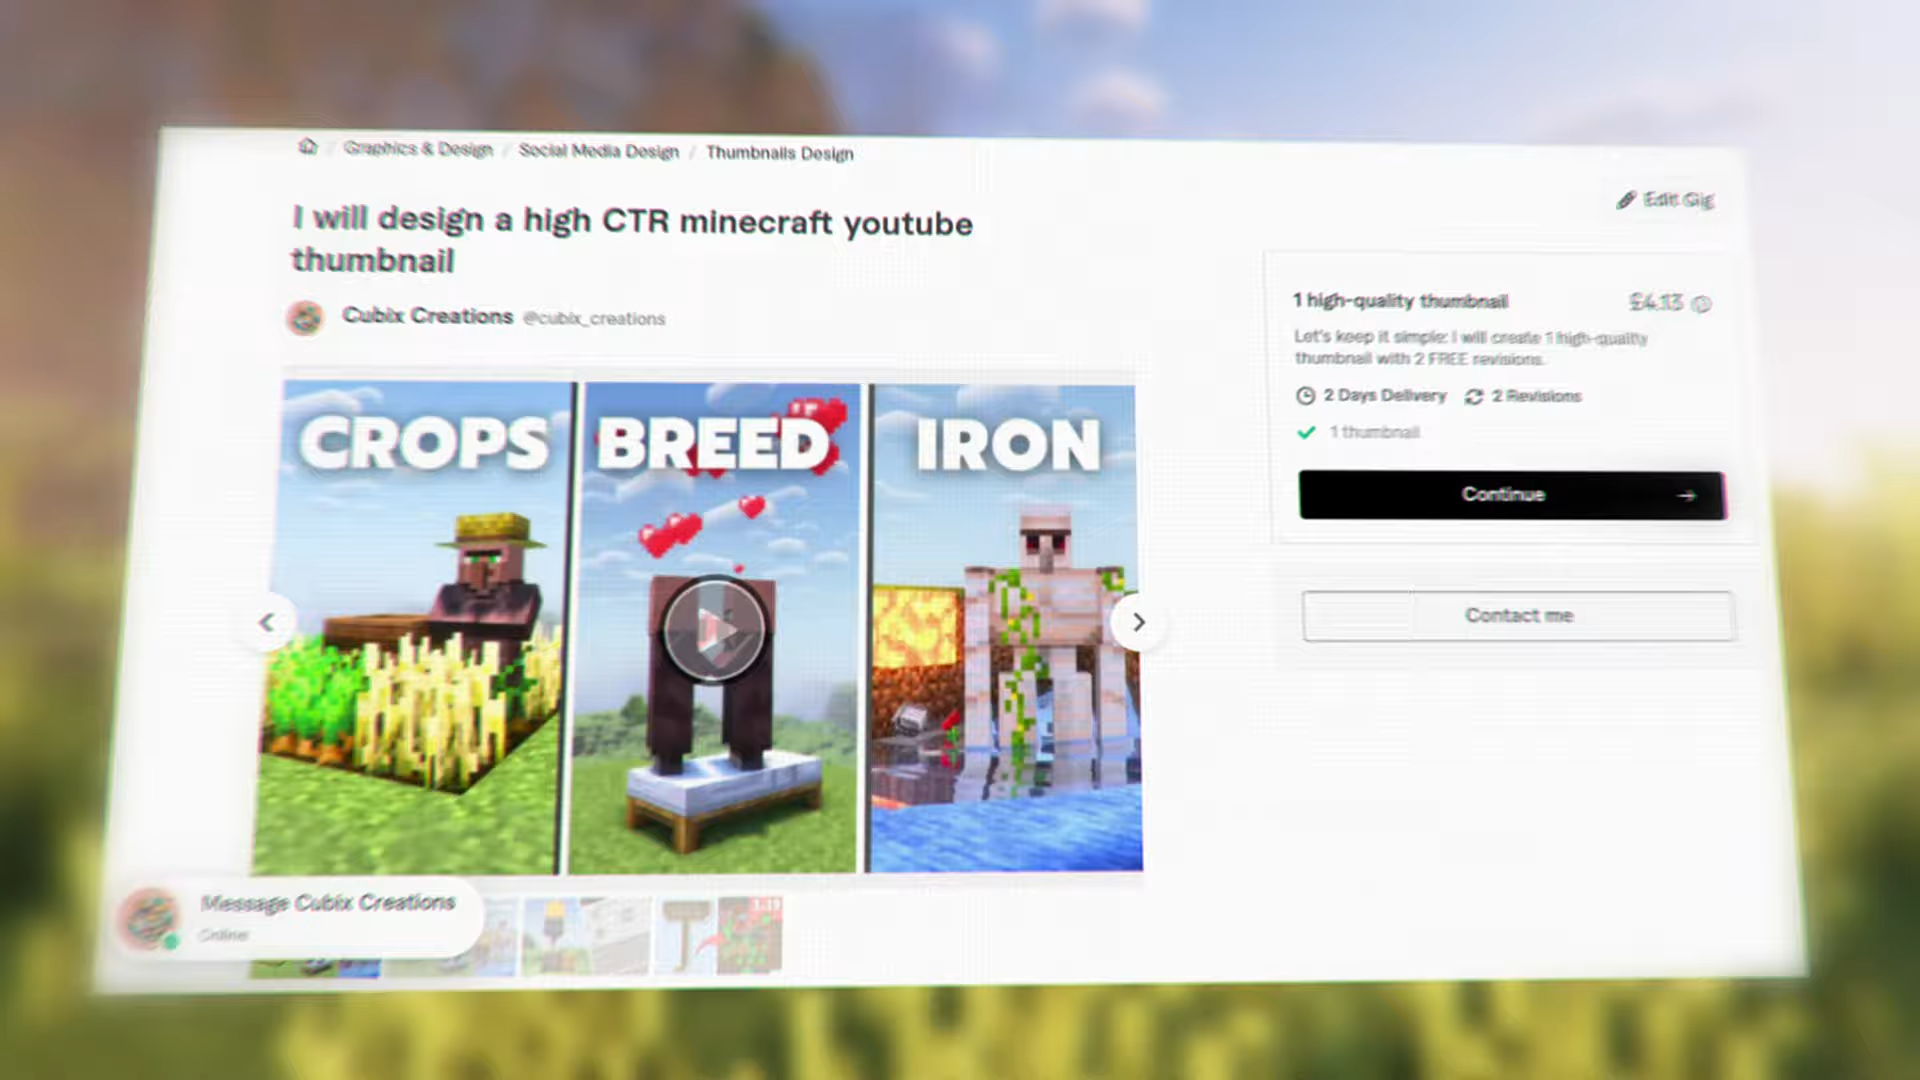 Graphics & Design / Social Media Design / Thumbnails Design
Edit Gig
I will design a high CTR minecraft youtube
thumbnail
Cubix Creations @cubix_creations
1 high-quality thumbnail £4.13
Let's keep it simple: I will create 1 high-quality
thumbnail with 2 FREE revisions.
2 Days Delivery 2 Revisions
1 thumbnail
Continue
Contact me
CROPS
BREED
IRON
Message Cubix Creations
Online